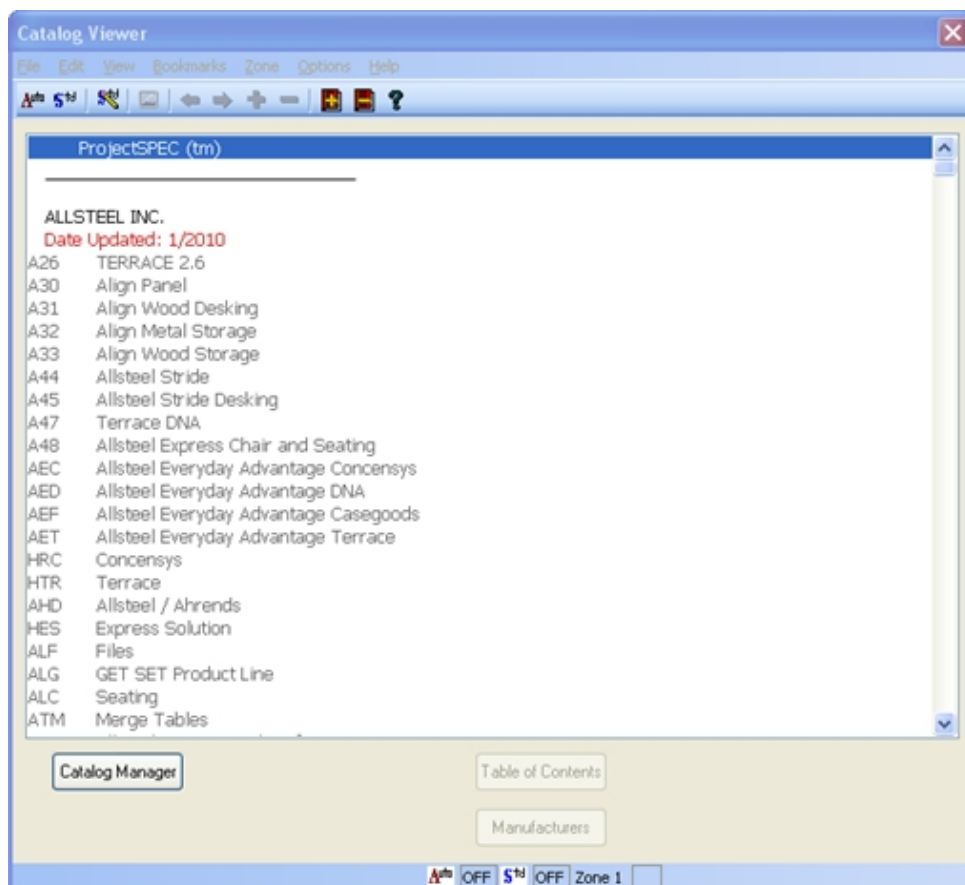 Catalog Viewer
File Edit View Bookmarks Zone Options Help
Auto Std
ProjectSPEC (tm)
ALLSTEEL INC.
Date Updated: 1/2010
A26 TERRACE 2.6
A30 Align Panel
A31 Align Wood Desking
A32 Align Metal Storage
A33 Align Wood Storage
A44 Allsteel Stride
A45 Allsteel Stride Desking
A47 Terrace DNA
A48 Allsteel Express Chair and Seating
AEC Allsteel Everyday Advantage Concensys
AED Allsteel Everyday Advantage DNA
AEF Allsteel Everyday Advantage Casegoods
AET Allsteel Everyday Advantage Terrace
HRC Concensys
HTR Terrace
AHD Allsteel / Ahrends
HES Express Solution
ALF Files
ALG GET SET Product Line
ALC Seating
ATM Merge Tables
Catalog Manager
Table of Contents
Manufacturers
Auto OFF Std OFF Zone 1